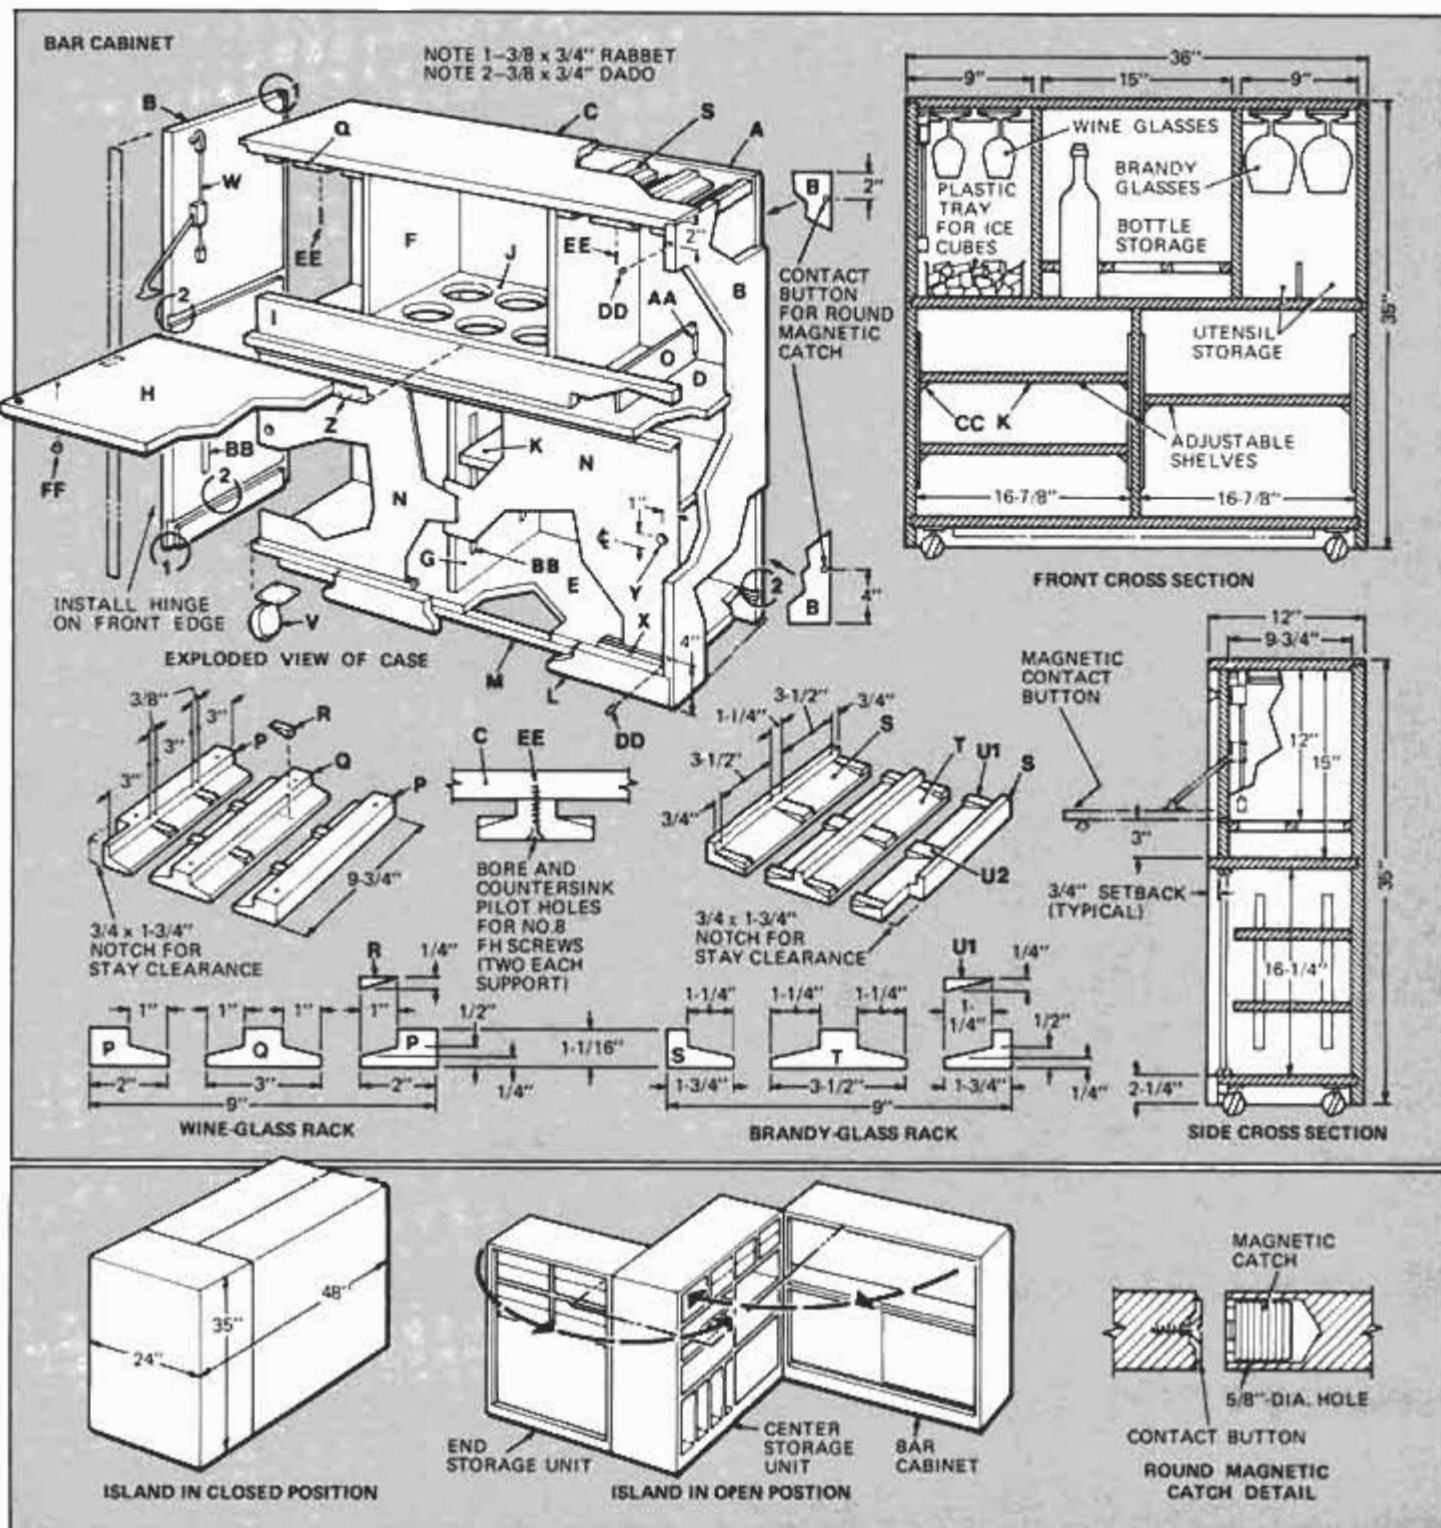 BAR CABINET
NOTE 1–3/8 x 3/4" RABBET
NOTE 2–3/8 x 3/4" DADO
B
1
W
2
Q
C
S
A
EE
F
J
EE
2"
DD
AA
B
I
O
D
H
Z
BB
FF
2
1
K
N
N
1"
G
BB
E
Y
X
4"
2
V
M
L
DD
INSTALL HINGE
ON FRONT EDGE
EXPLODED VIEW OF CASE
B
2"
CONTACT
BUTTON
FOR ROUND
MAGNETIC
CATCH
B
4"
36"
9"
15"
9"
WINE GLASSES
BRANDY
GLASSES
PLASTIC
TRAY
FOR ICE
CUBES
BOTTLE
STORAGE
UTENSIL
STORAGE
35"
CC
K
ADJUSTABLE
SHELVES
16-7/8"
16-7/8"
FRONT CROSS SECTION
3/8"
3"
3"
3"
R
P
Q
P
9-3/4"
3/4 x 1-3/4"
NOTCH FOR
STAY CLEARANCE
C
EE
BORE AND
COUNTERSINK
PILOT HOLES
FOR NO.8
FH SCREWS
(TWO EACH
SUPPORT)
3-1/2"
3/4"
1-1/4"
3-1/2"
3/4"
S
T
U1
S
U2
3/4 x 1-3/4"
NOTCH FOR
STAY CLEARANCE
R
1/4"
1"
1"
1"
1"
1/2"
P
Q
P
1-1/16"
2"
3"
2"
1/4"
9"
WINE-GLASS RACK
U1
1/4"
1-1/4"
1-1/4"
1-1/4"
1-
1/4"
1/2"
S
T
1-3/4"
3-1/2"
1-3/4"
1/4"
9"
BRANDY-GLASS RACK
12"
9-3/4"
MAGNETIC
CONTACT
BUTTON
12"
15"
3"
3/4" SETBACK
(TYPICAL)
35"
16-1/4"
2-1/4"
SIDE CROSS SECTION
24"
35"
48"
ISLAND IN CLOSED POSITION
END
STORAGE UNIT
CENTER
STORAGE
UNIT
BAR
CABINET
ISLAND IN OPEN POSTION
MAGNETIC
CATCH
5/8"-DIA. HOLE
CONTACT BUTTON
ROUND MAGNETIC
CATCH DETAIL